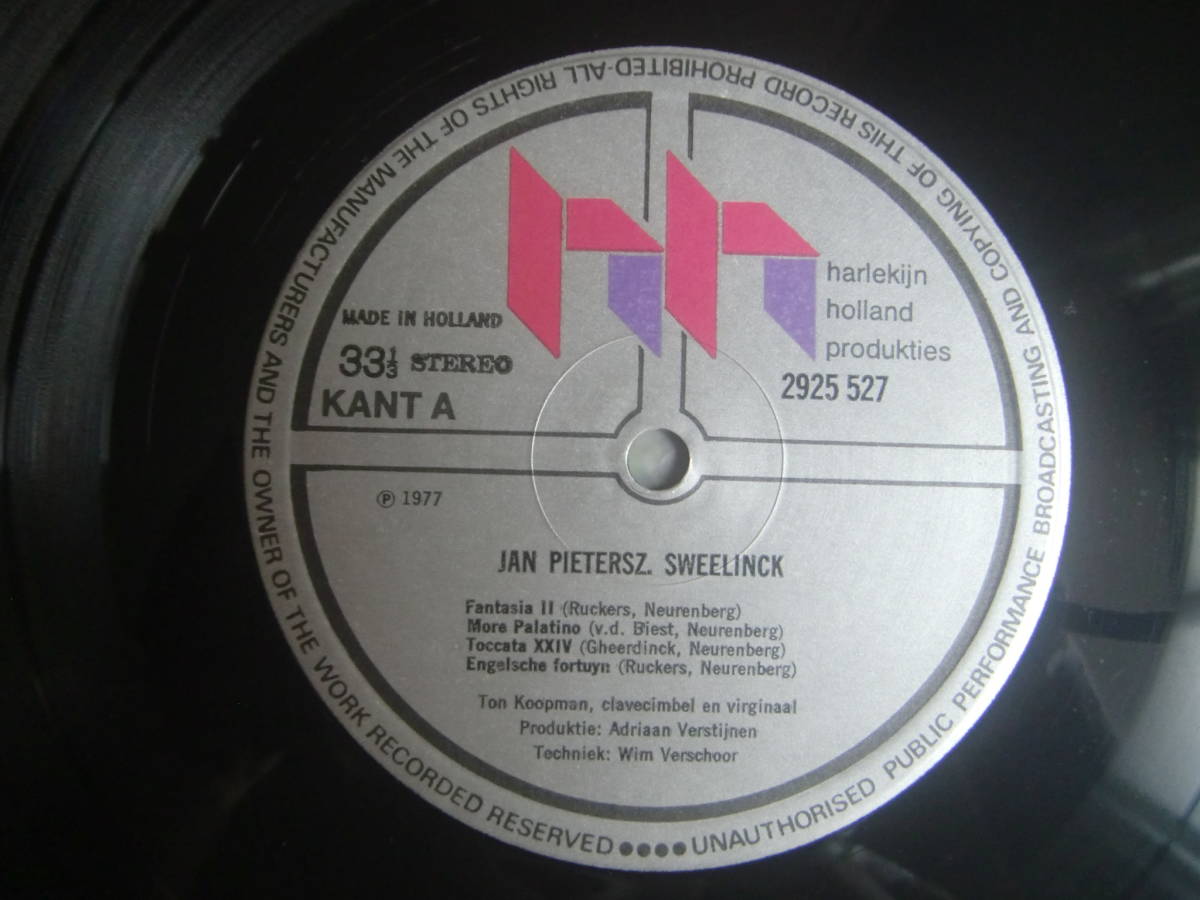 ALL RIGHTS OF THE MANUFACTURERS AND THE OWNER OF THE WORK RECORDED RESERVED ●●●● UNAUTHORISED PUBLIC PERFORMANCE BROADCASTING AND COPYING OF THIS RECORD PROHIBITED-
harlekijn
holland
produkties
MADE IN HOLLAND
33⅓ STEREO
2925 527
KANT A
℗ 1977
JAN PIETERSZ. SWEELINCK
Fantasia II (Ruckers, Neurenberg)
More Palatino (v.d. Biest, Neurenberg)
Toccata XXIV (Gheerdinck, Neurenberg)
Engelsche fortuyn (Ruckers, Neurenberg)
Ton Koopman, clavecimbel en virginaal
Produktie: Adriaan Verstijnen
Techniek: Wim Verschoor